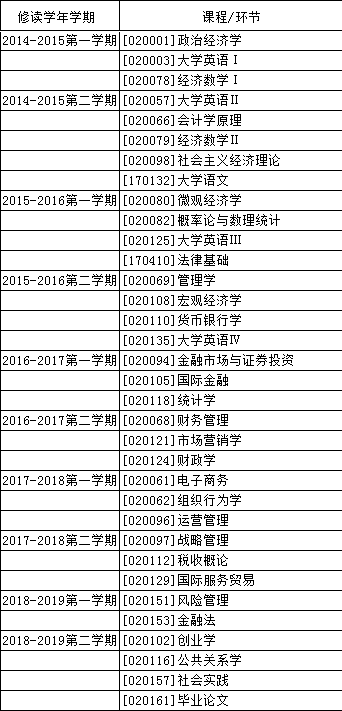 修读学年学期 课程/环节
2014-2015第一学期 [020001]政治经济学
[020003]大学英语Ⅰ
[020078]经济数学Ⅰ
2014-2015第二学期 [020057]大学英语Ⅱ
[020066]会计学原理
[020079]经济数学Ⅱ
[020098]社会主义经济理论
[170132]大学语文
2015-2016第一学期 [020080]微观经济学
[020082]概率论与数理统计
[020125]大学英语Ⅲ
[170410]法律基础
2015-2016第二学期 [020069]管理学
[020108]宏观经济学
[020110]货币银行学
[020135]大学英语Ⅳ
2016-2017第一学期 [020094]金融市场与证券投资
[020105]国际金融
[020118]统计学
2016-2017第二学期 [020068]财务管理
[020121]市场营销学
[020124]财政学
2017-2018第一学期 [020061]电子商务
[020062]组织行为学
[020096]运营管理
2017-2018第二学期 [020097]战略管理
[020112]税收概论
[020129]国际服务贸易
2018-2019第一学期 [020151]风险管理
[020153]金融法
2018-2019第二学期 [020102]创业学
[020116]公共关系学
[020157]社会实践
[020161]毕业论文